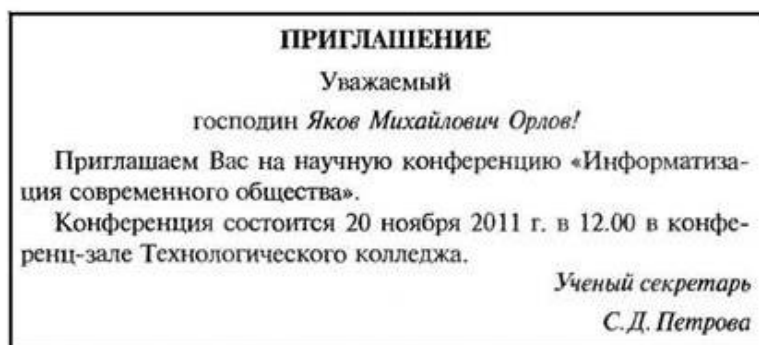 ПРИГЛАШЕНИЕ
Уважаемый
господин Яков Михайлович Орлов!
Приглашаем Вас на научную конференцию «Информатиза-
ция современного общества».
Конференция состоится 20 ноября 2011 г. в 12.00 в конфе-
ренц-зале Технологического колледжа.
Ученый секретарь
С. Д. Петрова